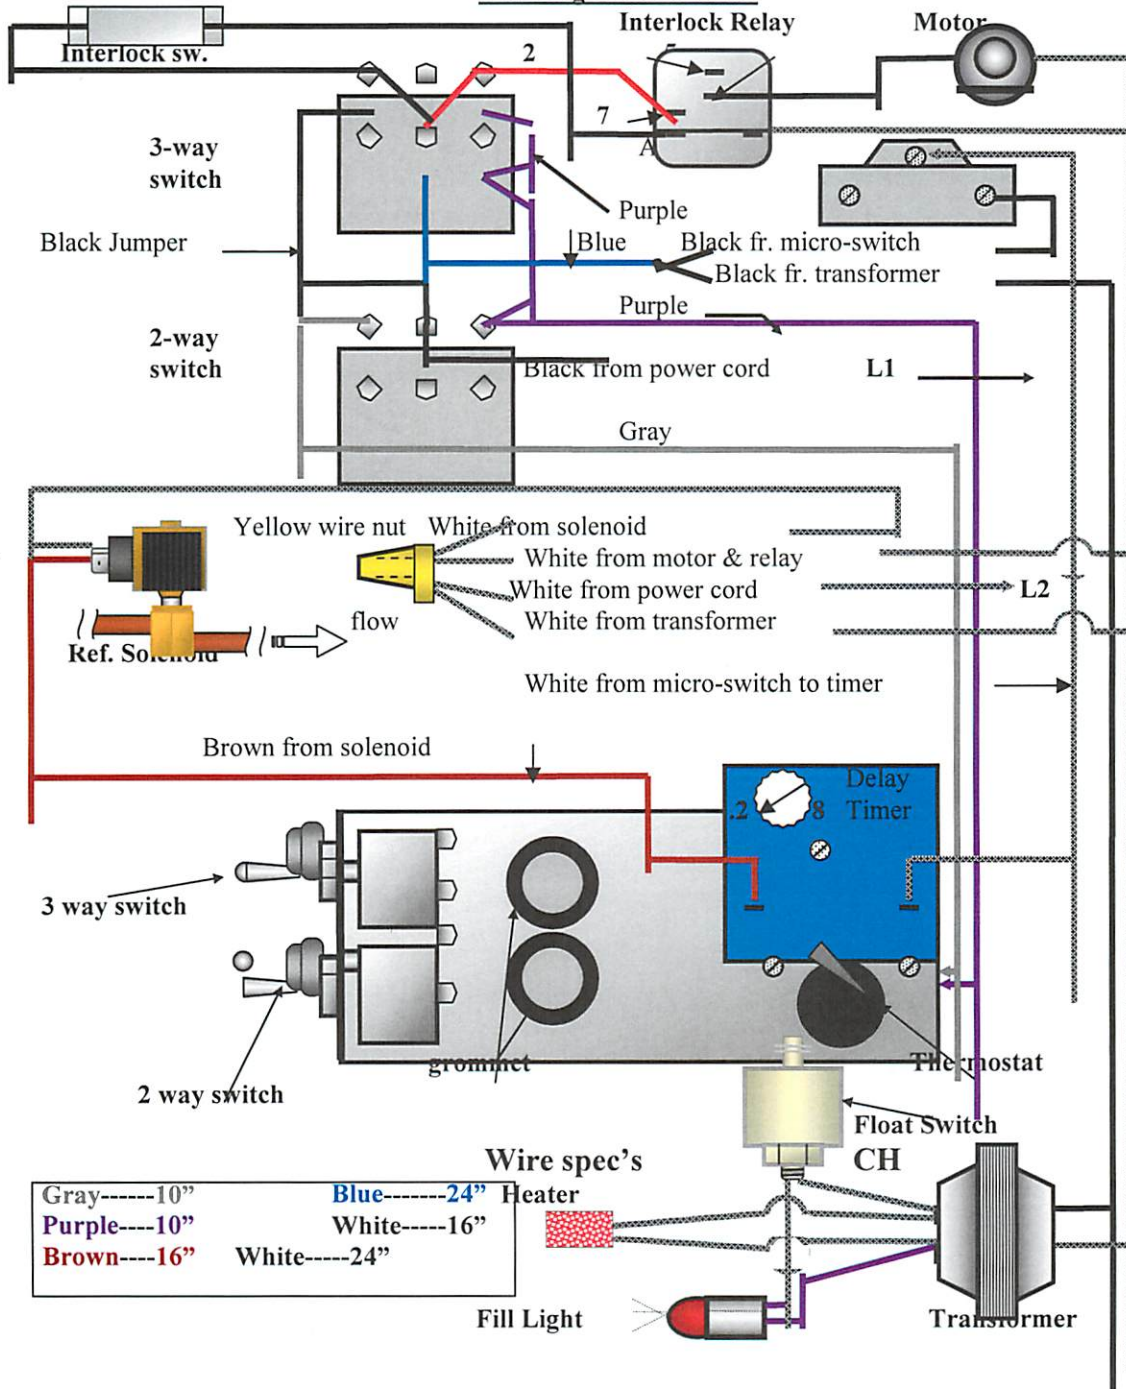 Interlock Relay
Motor
Interlock sw.
2
5
7
A
3-way
switch
Purple
Black Jumper
Blue
Black fr. micro-switch
Black fr. transformer
Purple
2-way
switch
Black from power cord
L1
Gray
Yellow wire nut
White from solenoid
White from motor & relay
White from power cord
L2
flow
White from transformer
Ref. Solenoid
White from micro-switch to timer
Brown from solenoid
Delay
Timer
.2
8
3 way switch
grommet
Thermostat
2 way switch
Float Switch
CH
Wire spec's
Heater
Gray------10” Blue-------24”
Purple----10” White-----16”
Brown----16” White-----24”
Fill Light
Transformer